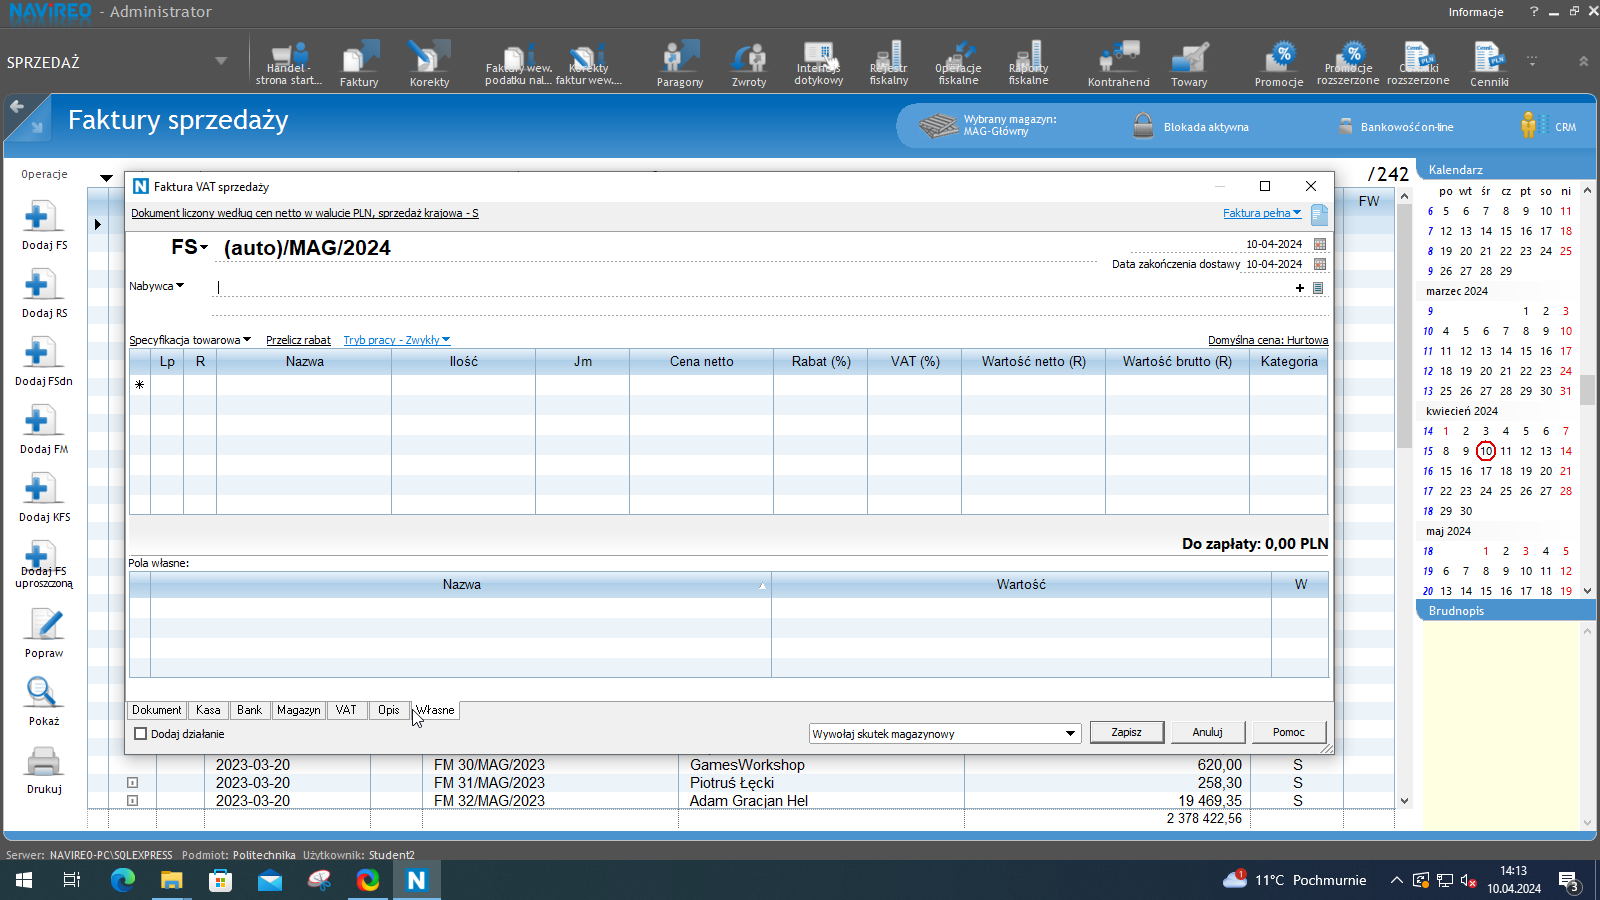 NAViREO - Administrator
Informacje ?
SPRZEDAŻ
Handel -
strona start...
Faktury
Korekty
Faktury wew.
podatku nal...
Korekty
faktur wew....
Paragony
Zwroty
Interfejs
dotykowy
Rejestr
fiskalny
Operacje
fiskalne
Raporty
fiskalne
Kontrahenci
Towary
Promocje
Promocje
rozszerzone
Cenniki
rozszerzone
Cenniki
Faktury sprzedaży
Wybrany magazyn:
MAG-Główny
Blokada aktywna
Bankowość on-line
CRM
Operacje
Dodaj FS
Dodaj RS
Dodaj FSdn
Dodaj FM
Dodaj KFS
Dodaj FS
uproszczoną
Popraw
Pokaż
Drukuj
/242
FW
Faktura VAT sprzedaży
Dokument liczony według cen netto w walucie PLN, sprzedaż krajowa - S
Faktura pełna
FS (auto)/MAG/2024
10-04-2024
Data zakończenia dostawy 10-04-2024
Nabywca
Specyfikacja towarowa Przelicz rabat Tryb pracy - Zwykły
Domyślna cena: Hurtowa
Lp R Nazwa Ilość Jm Cena netto Rabat (%) VAT (%) Wartość netto (R) Wartość brutto (R) Kategoria
Do zapłaty: 0,00 PLN
Pola własne:
Nazwa Wartość W
Dokument Kasa Bank Magazyn VAT Opis Własne
Dodaj działanie
Wywołaj skutek magazynowy
Zapisz
Anuluj
Pomoc
2023-03-20 FM 30/MAG/2023 GamesWorkshop 620,00 S
2023-03-20 FM 31/MAG/2023 Piotruś Łęcki 258,30 S
2023-03-20 FM 32/MAG/2023 Adam Gracjan Hel 19 469,35 S
2 378 422,56
Kalendarz
po wt śr cz pt so ni
6 5 6 7 8 9 10 11
7 12 13 14 15 16 17 18
8 19 20 21 22 23 24 25
9 26 27 28 29
marzec 2024
9 1 2 3
10 4 5 6 7 8 9 10
11 11 12 13 14 15 16 17
12 18 19 20 21 22 23 24
13 25 26 27 28 29 30 31
kwiecień 2024
14 1 2 3 4 5 6 7
15 8 9 10 11 12 13 14
16 15 16 17 18 19 20 21
17 22 23 24 25 26 27 28
18 29 30
maj 2024
18 1 2 3 4 5
19 6 7 8 9 10 11 12
20 13 14 15 16 17 18 19
Brudnopis
Serwer: NAVIREO-PC\SQLEXPRESS Podmiot: Politechnika Użytkownik: Student2
1
11°C Pochmurnie
14:13
10.04.2024
3